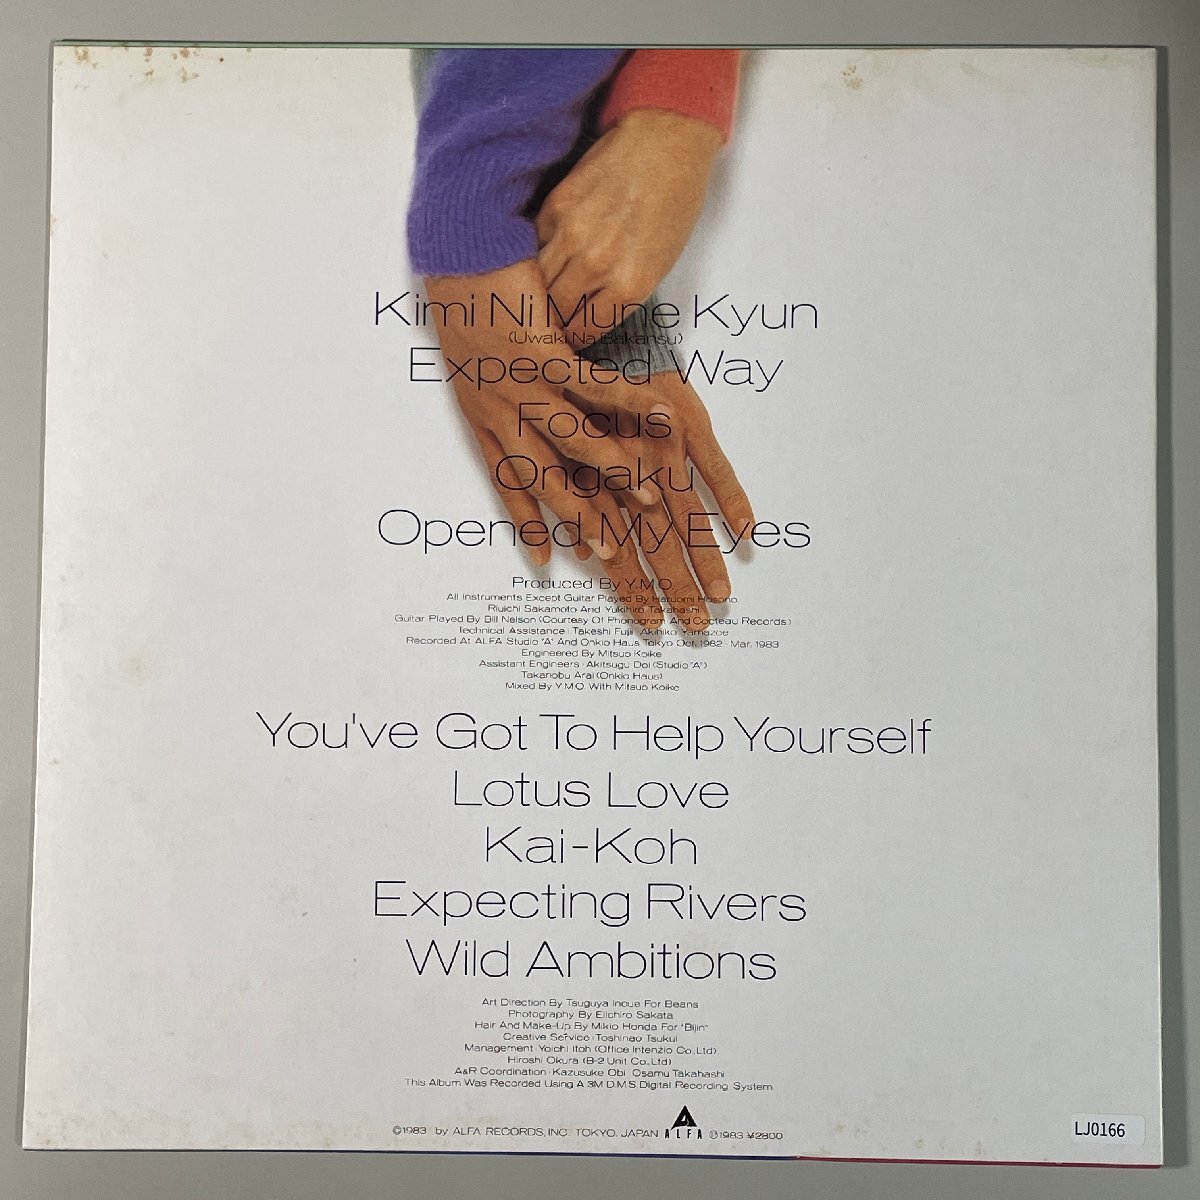 Kimi Ni Mune Kyun
(Uwaki Na Bakansu)
Expected Way
Focus
Ongaku
Opened My Eyes
Produced By Y.M.O.
All Instruments Except Guitar Played By Haruomi Hosono,
Riuichi Sakamoto And Yukihiro Takahashi
Guitar Played By Bill Nelson (Courtesy Of Phonogram And Cocteau Records)
Technical Assistance: Takeshi Fujii, Akihiko Yamazoe
Recorded At ALFA Studio "A" And Onkio Haus Tokyo Oct. 1982 - Mar. 1983
Engineered By Mitsuo Koike
Assistant Engineers: Akitsugu Doi (Studio "A")
Takanobu Arai (Onkio Haus)
Mixed By Y.M.O. With Mitsuo Koike
You've Got To Help Yourself
Lotus Love
Kai-Koh
Expecting Rivers
Wild Ambitions
Art Direction By Tsuguya Inoue For Beans
Photography By Eiichiro Sakata
Hair And Make-Up By Mikio Honda For "Bijin"
Creative Service: Toshinao Tsukui
Management: Yoichi Itoh (Office Intenzio Co., Ltd)
Hiroshi Okura (B-2 Unit Co., Ltd)
A&R Coordination: Kazusuke Obi, Osamu Takahashi
This Album Was Recorded Using A 3M D.M.S. Digital Recording System
©1983 by ALFA RECORDS, INC. TOKYO, JAPAN ALFA ℗1983 ¥2800
LJ0166